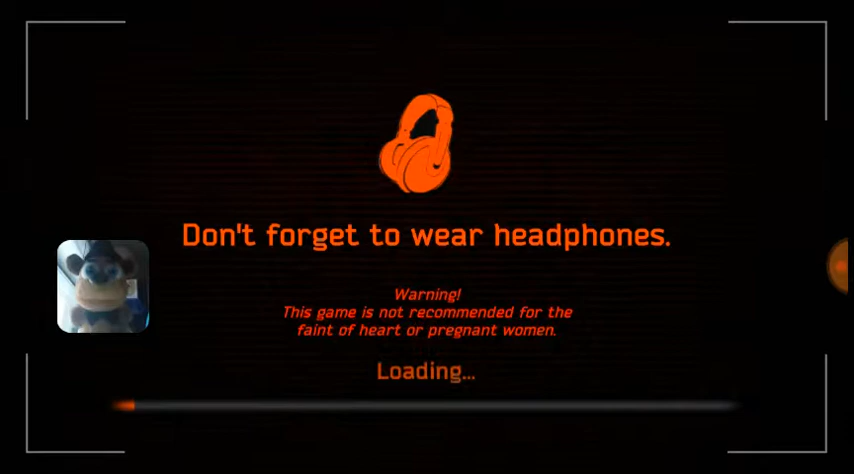 Don't forget to wear headphones.
Warning!
This game is not recommended for the
faint of heart or pregnant women.
Loading...